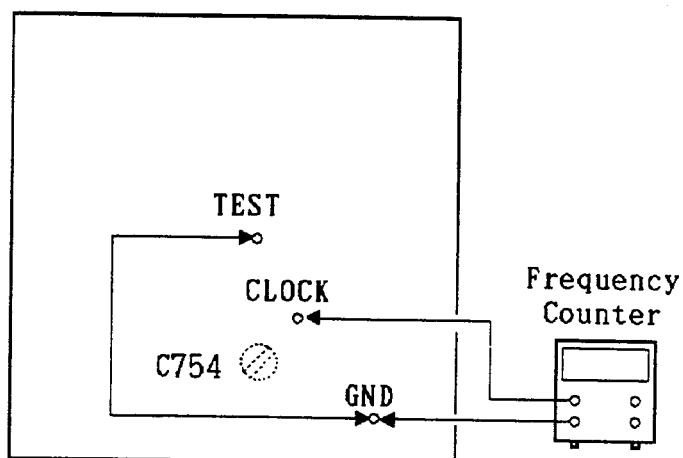 TEST
CLOCK
Frequency
Counter
C754
GND